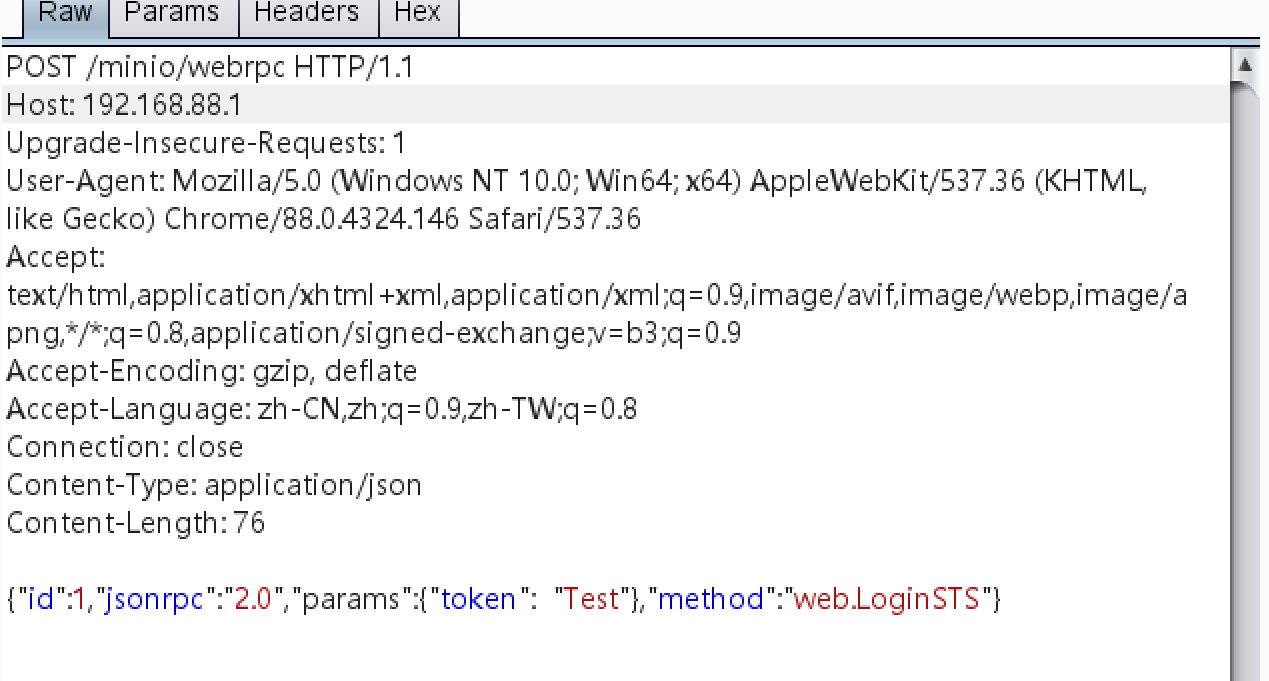 Raw Params Headers Hex
POST /minio/webrpc HTTP/1.1
Host: 192.168.88.1
Upgrade-Insecure-Requests: 1
User-Agent: Mozilla/5.0 (Windows NT 10.0; Win64; x64) AppleWebKit/537.36 (KHTML,
like Gecko) Chrome/88.0.4324.146 Safari/537.36
Accept:
text/html,application/xhtml+xml,application/xml;q=0.9,image/avif,image/webp,image/a
png,*/*;q=0.8,application/signed-exchange;v=b3;q=0.9
Accept-Encoding: gzip, deflate
Accept-Language: zh-CN,zh;q=0.9,zh-TW;q=0.8
Connection: close
Content-Type: application/json
Content-Length: 76
{"id":1,"jsonrpc":"2.0","params":{"token": "Test"},"method":"web.LoginSTS"}